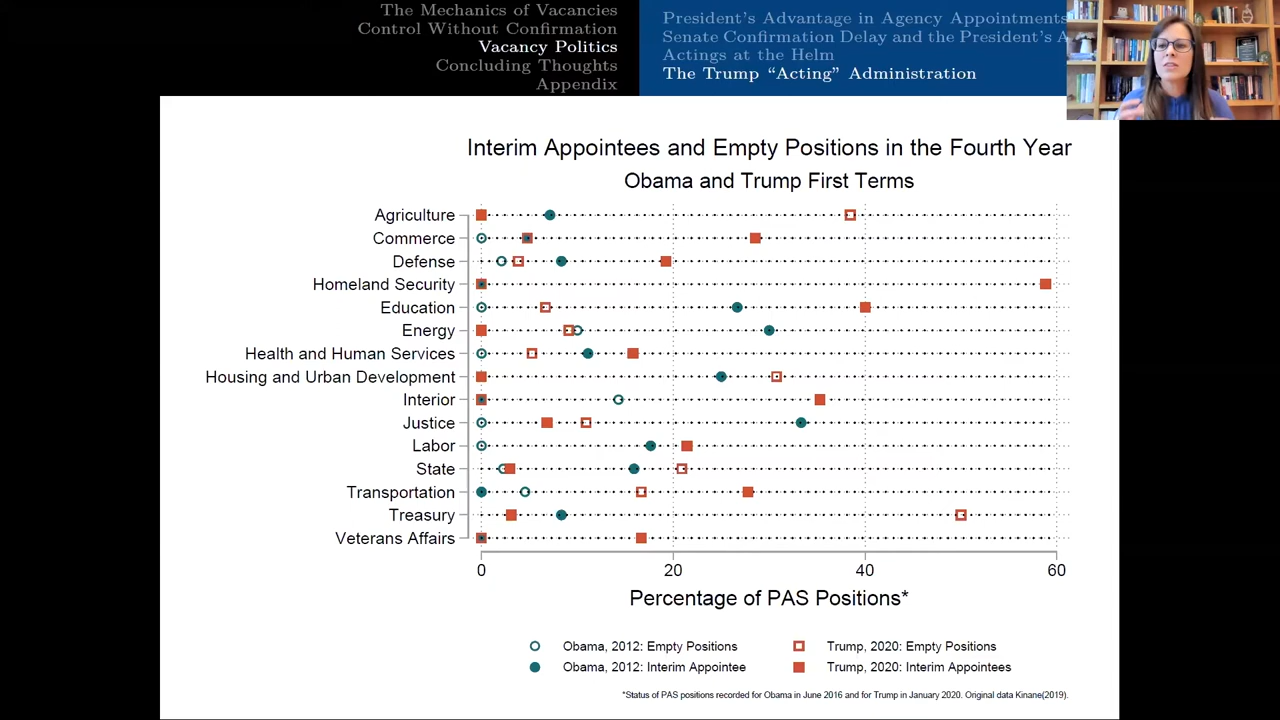 The Mechanics of Vacancies
Control Without Confirmation
Vacancy Politics
Concluding Thoughts
Appendix
President's Advantage in Agency Appointments
Senate Confirmation Delay and the President's A
Actings at the Helm
The Trump “Acting” Administration
Interim Appointees and Empty Positions in the Fourth Year
Obama and Trump First Terms
Agriculture
Commerce
Defense
Homeland Security
Education
Energy
Health and Human Services
Housing and Urban Development
Interior
Justice
Labor
State
Transportation
Treasury
Veterans Affairs
0 20 40 60
Percentage of PAS Positions*
Obama, 2012: Empty Positions
Trump, 2020: Empty Positions
Obama, 2012: Interim Appointee
Trump, 2020: Interim Appointees
*Status of PAS positions recorded for Obama in June 2016 and for Trump in January 2020. Original data Kinane(2019).